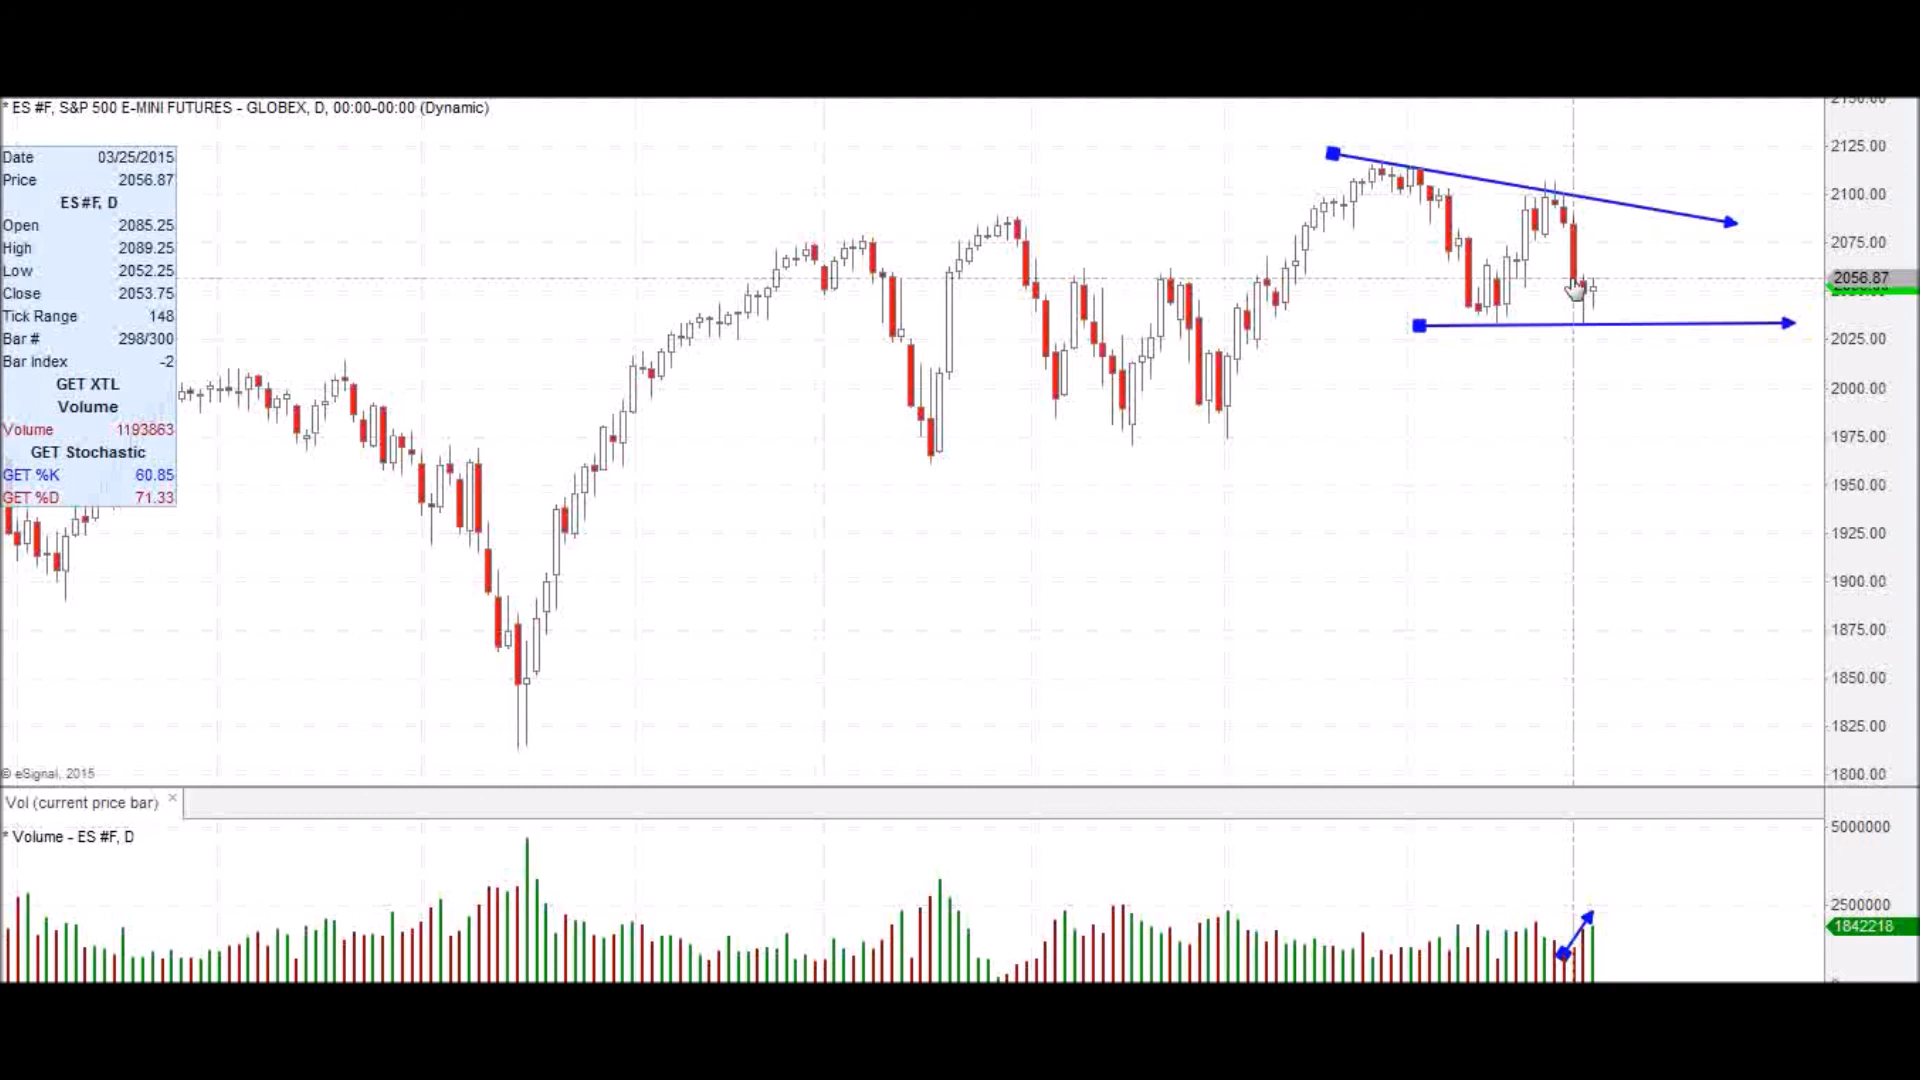 * ES #F, S&P 500 E-MINI FUTURES - GLOBEX, D, 00:00-00:00 (Dynamic)
Date 03/25/2015
Price 2056.87
ES #F, D
Open 2085.25
High 2089.25
Low 2052.25
Close 2053.75
Tick Range 148
Bar # 298/300
Bar Index -2
GET XTL
Volume
Volume 1193863
GET Stochastic
GET %K 60.85
GET %D 71.33
2125.00
2100.00
2075.00
2056.87
2025.00
2000.00
1975.00
1950.00
1925.00
1900.00
1875.00
1850.00
1825.00
1800.00
© eSignal, 2015
Vol (current price bar) ×
* Volume - ES #F, D
5000000
2500000
1842218